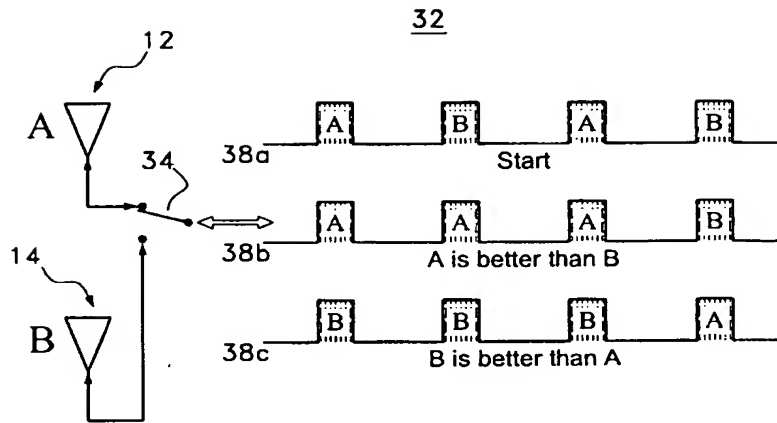 32
12
A
A B A B
38a Start
34
A A A B
38b A is better than B
14
B
B B B A
38c B is better than A